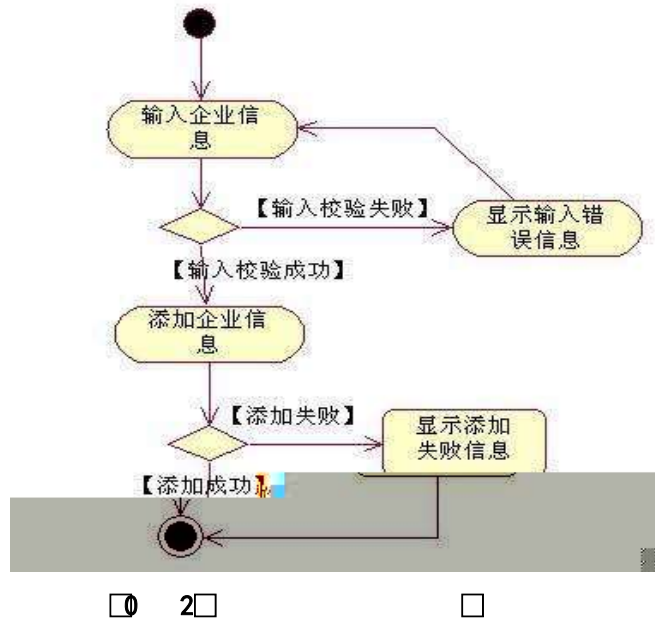 输入企业信
息
【输入校验失败】
显示输入错
误信息
【输入校验成功】
添加企业信
息
【添加失败】
显示添加
失败信息
【添加成功】
0 2